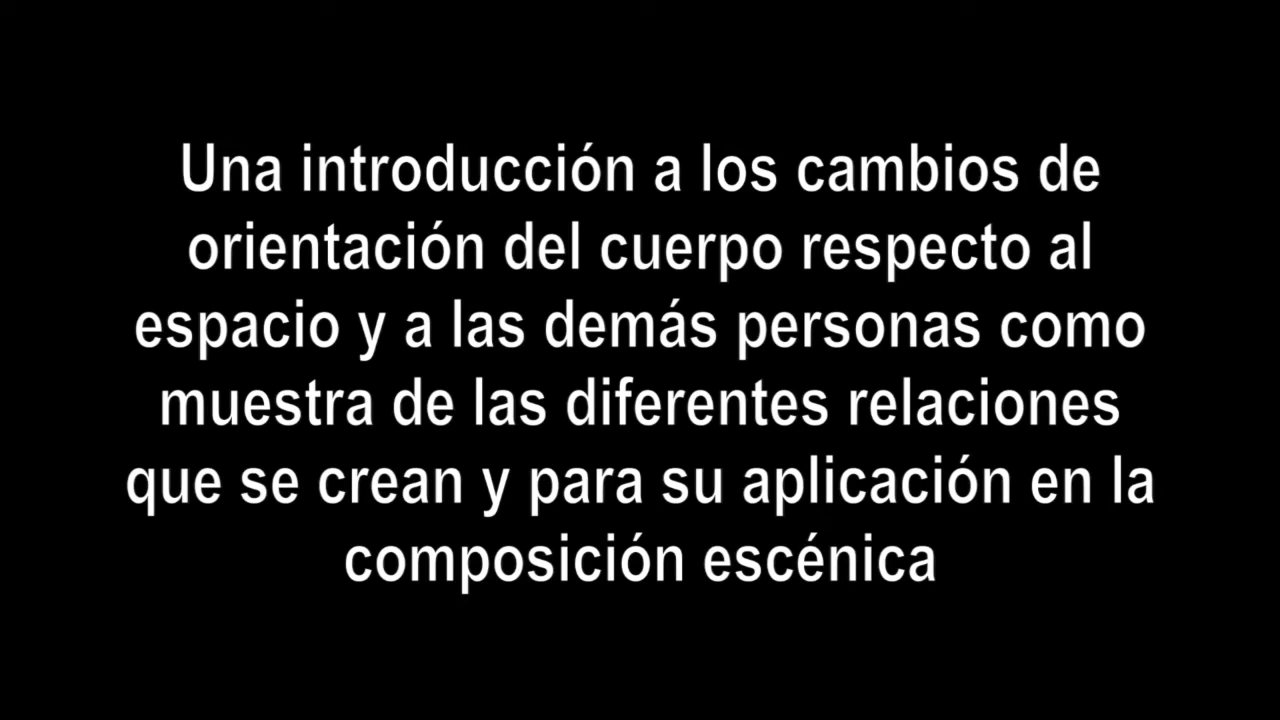 Una introducción a los cambios de
orientación del cuerpo respecto al
espacio y a las demás personas como
muestra de las diferentes relaciones
que se crean y para su aplicación en la
composición escénica